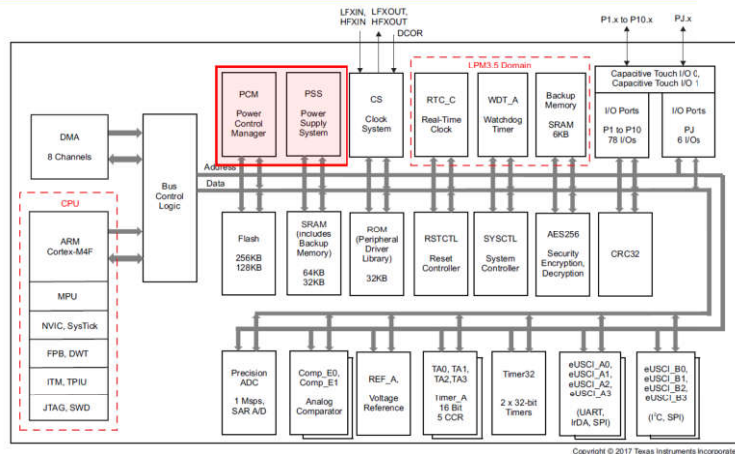 LFXIN,
HFXIN
LFXOUT,
HFXOUT
DCOR
P1.x to P10.x
PJ.x
LPM3.5 Domain
DMA
8 Channels
Bus
Control
Logic
PCM
Power
Control
Manager
PSS
Power
Supply
System
CS
Clock
System
RTC_C
Real-Time
Clock
WDT_A
Watchdog
Timer
Backup
Memory
SRAM
6KB
Capacitive Touch I/O 0,
Capacitive Touch I/O 1
I/O Ports
P1 to P10
78 I/Os
I/O Ports
PJ
6 I/Os
Address
Data
CPU
ARM
Cortex-M4F
MPU
NVIC, SysTick
FPB, DWT
ITM, TPIU
JTAG, SWD
Flash
256KB
128KB
SRAM
(includes
Backup
Memory)
64KB
32KB
ROM
(Peripheral
Driver
Library)
32KB
RSTCTL
Reset
Controller
SYSCTL
System
Controller
AES256
Security
Encryption,
Decryption
CRC32
Precision
ADC
1 Msps,
SAR A/D
Comp_E0,
Comp_E1
Analog
Comparator
REF_A,
Voltage
Reference
TA0, TA1,
TA2,TA3
Timer_A
16 Bit
5 CCR
Timer32
2 x 32-bit
Timers
eUSCI_A0,
eUSCI_A1,
eUSCI_A2,
eUSCI_A3
(UART,
IrDA, SPI)
eUSCI_B0,
eUSCI_B1,
eUSCI_B2,
eUSCI_B3
(I²C, SPI)
Copyright © 2017 Texas Instruments Incorporate